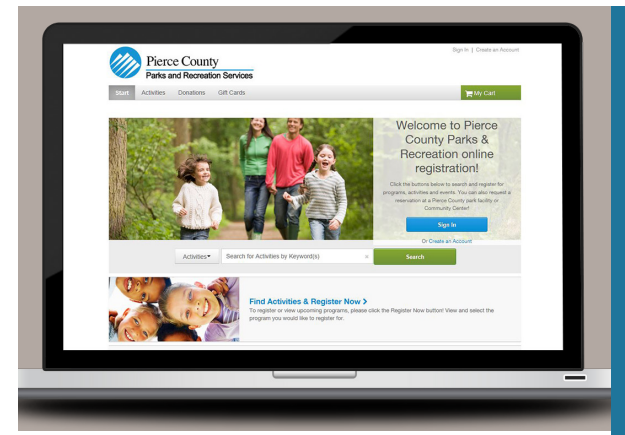 Sign In | Create an Account
Pierce County
Parks and Recreation Services
Start Activities Donations Gift Cards My Cart
Welcome to Pierce
County Parks &
Recreation online
registration!
Click the buttons below to search and register for
programs, activities and events. You can also request a
reservation at a Pierce County park facility or
Community Center!
Sign In
Or Create an Account
Activities Search for Activities by Keyword(s) × Search
Find Activities & Register Now >
To register or view upcoming programs, please click the Register Now button! View and select the
program you would like to register for.